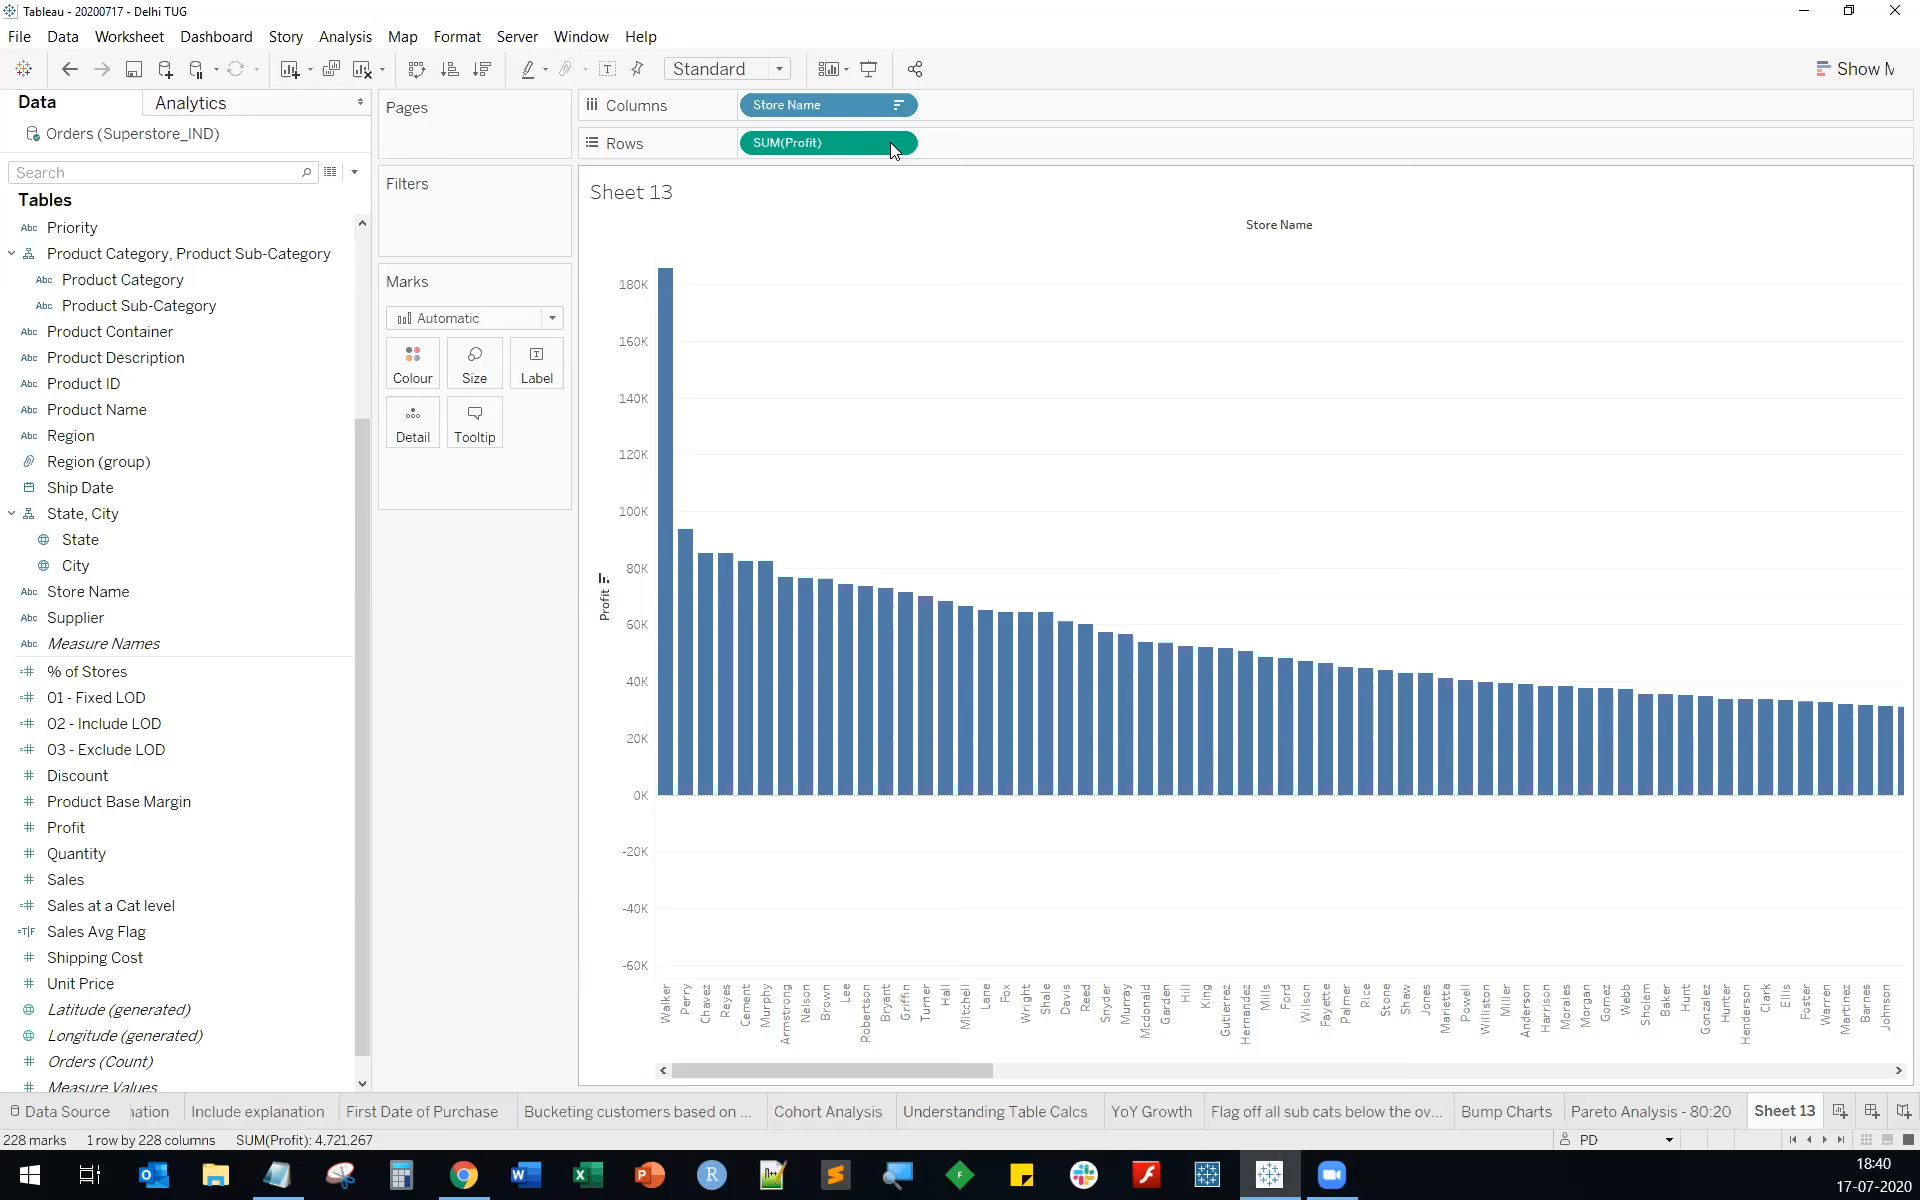 Tableau - 20200717 - Delhi TUG
File Data Worksheet Dashboard Story Analysis Map Format Server Window Help
Standard
Show M
Data
Analytics
Orders (Superstore_IND)
Search
Tables
Abc Priority
Product Category, Product Sub-Category
Abc Product Category
Abc Product Sub-Category
Abc Product Container
Abc Product Description
Abc Product ID
Abc Product Name
Abc Region
Region (group)
Ship Date
State, City
State
City
Abc Store Name
Abc Supplier
Abc Measure Names
=# % of Stores
=# 01 - Fixed LOD
=# 02 - Include LOD
=# 03 - Exclude LOD
# Discount
# Product Base Margin
# Profit
# Quantity
# Sales
=# Sales at a Cat level
=T|F Sales Avg Flag
# Shipping Cost
# Unit Price
Latitude (generated)
Longitude (generated)
# Orders (Count)
# Measure Values
Pages
Filters
Marks
Automatic
Colour
Size
Label
Detail
Tooltip
Columns
Store Name
Rows
SUM(Profit)
Sheet 13
Store Name
180K
160K
140K
120K
100K
80K
60K
40K
20K
0K
-20K
-40K
-60K
Profit
Walker
Perry
Chavez
Reyes
Cement
Murphy
Armstrong
Nelson
Brown
Lee
Robertson
Bryant
Griffin
Turner
Hall
Mitchell
Lane
Fox
Wright
Shale
Davis
Reed
Snyder
Murray
Mcdonald
Garden
Hill
King
Gutierrez
Hernandez
Mills
Ford
Wilson
Fayette
Palmer
Rice
Stone
Shaw
Jones
Marietta
Powell
Williston
Miller
Anderson
Harrison
Morales
Morgan
Gomez
Webb
Sholem
Baker
Hunt
Gonzalez
Hunter
Henderson
Clark
Ellis
Foster
Warren
Martinez
Barnes
Johnson
Data Source
nation
Include explanation
First Date of Purchase
Bucketing customers based on ...
Cohort Analysis
Understanding Table Calcs
YoY Growth
Flag off all sub cats below the ov...
Bump Charts
Pareto Analysis - 80:20
Sheet 13
228 marks 1 row by 228 columns SUM(Profit): 4,721,267
PD
18:40
17-07-2020